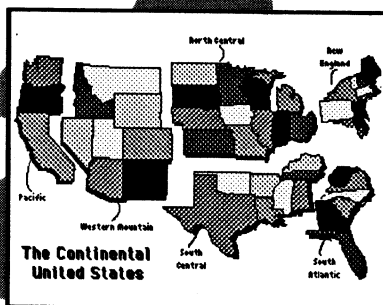 North Central
New
England
Pacific
Western Mountain
The Continental
United States
South
Central
South
Atlantic